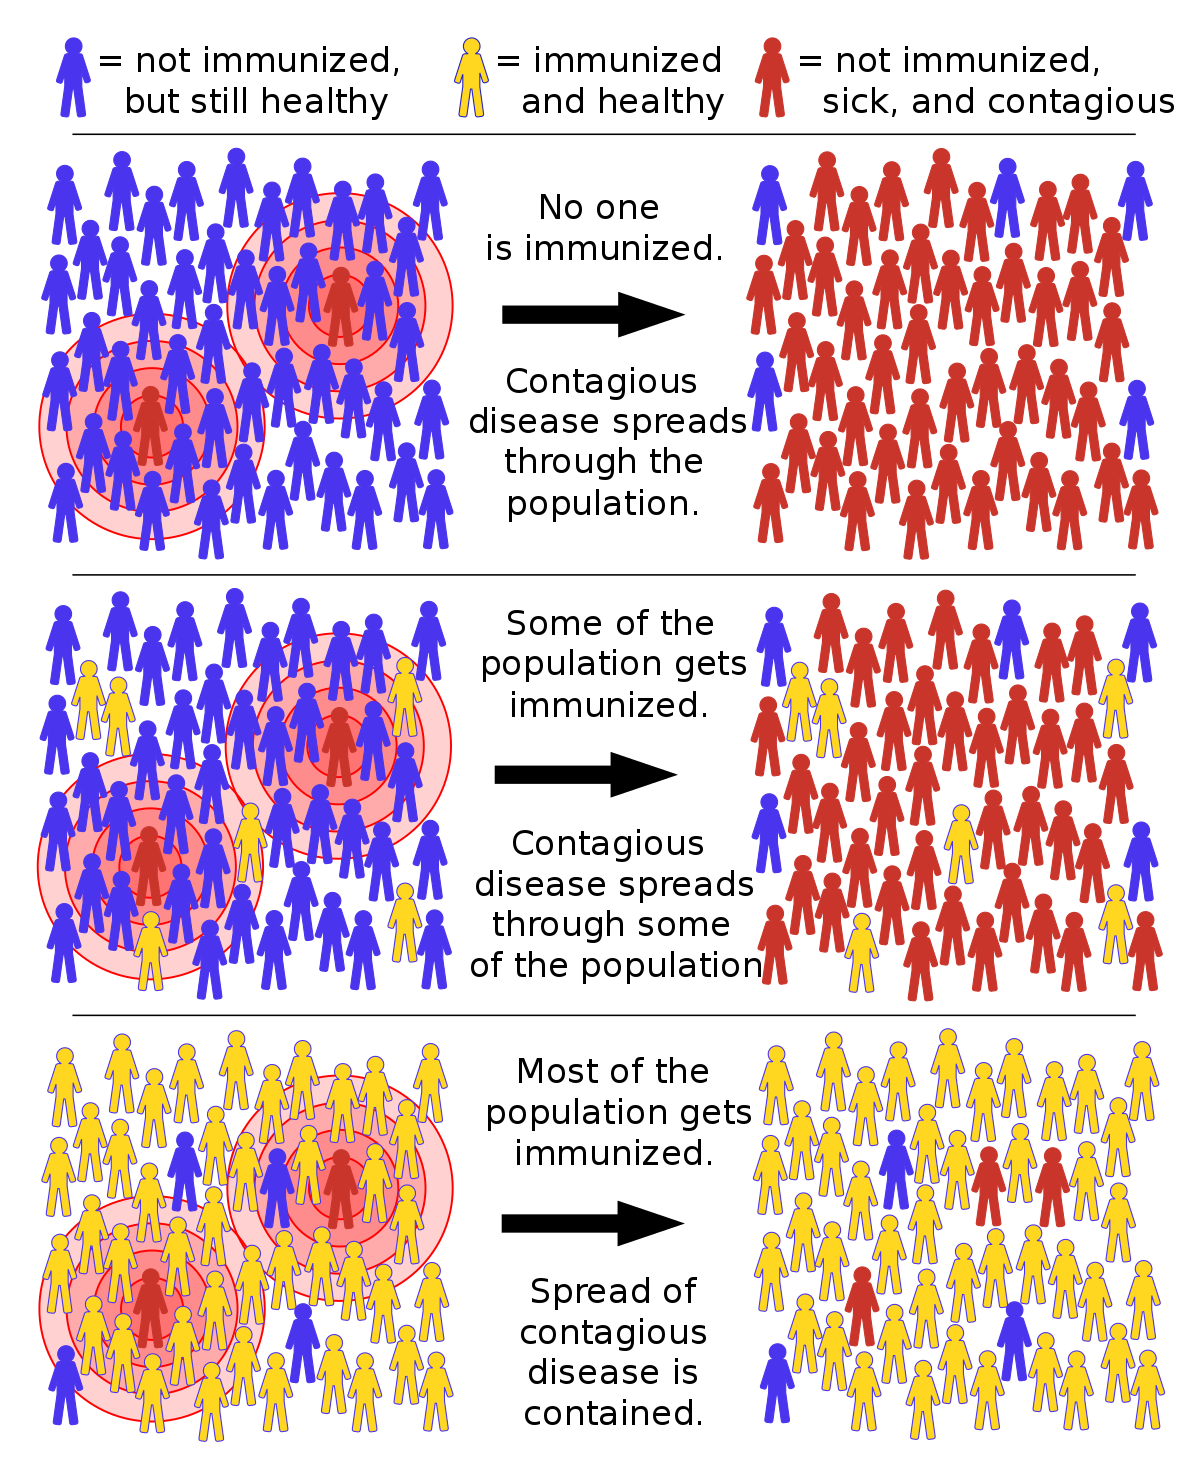 = not immunized,
but still healthy
= immunized
and healthy
= not immunized,
sick, and contagious
No one
is immunized.
Contagious
disease spreads
through the
population.
Some of the
population gets
immunized.
Contagious
disease spreads
through some
of the population
Most of the
population gets
immunized.
Spread of
contagious
disease is
contained.